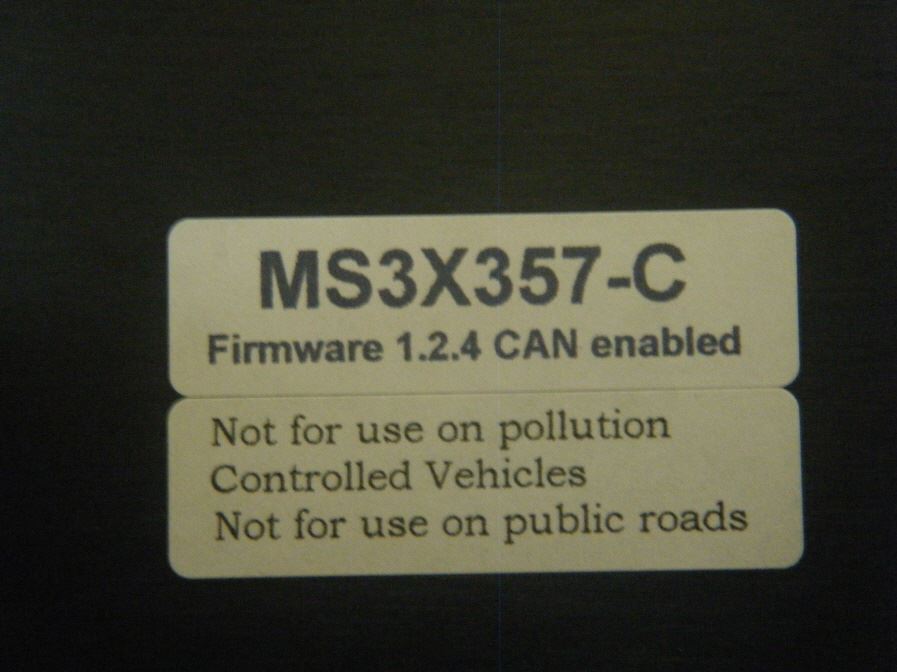 MS3X357-C
Firmware 1.2.4 CAN enabled
Not for use on pollution
Controlled Vehicles
Not for use on public roads